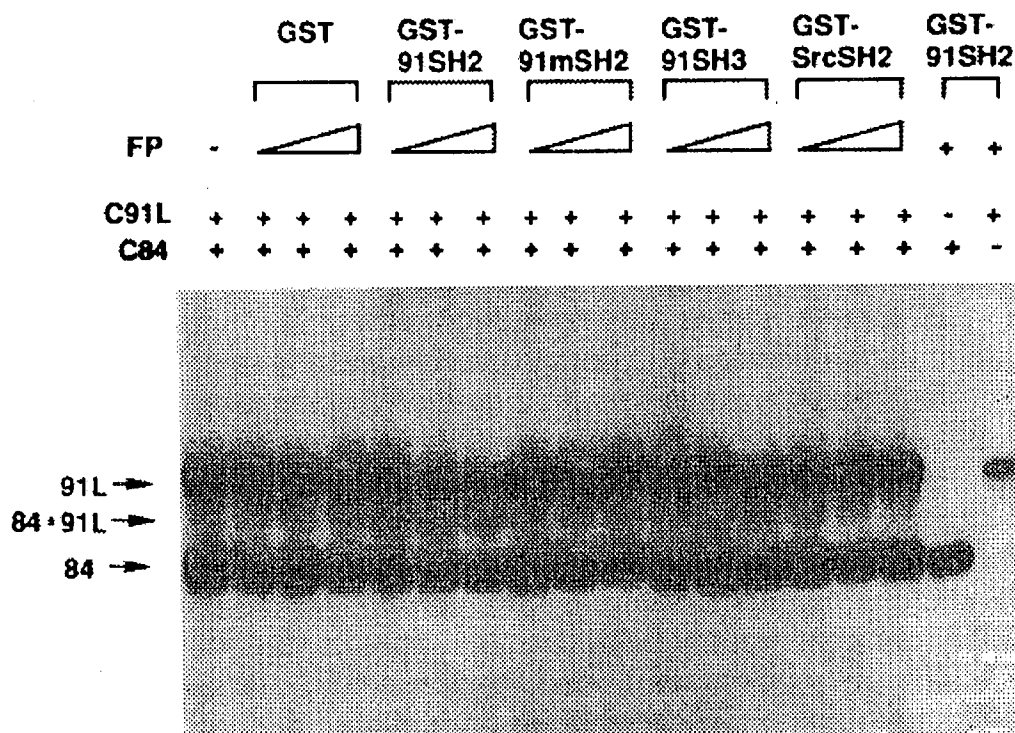 GST GST- GST- GST- GST- GST-
91SH2 91mSH2 91SH3 SrcSH2 91SH2
FP - + +
C91L + + + + + + + + + + + + + + + + - +
C84 + + + + + + + + + + + + + + + + + -
91L
84•91L
84